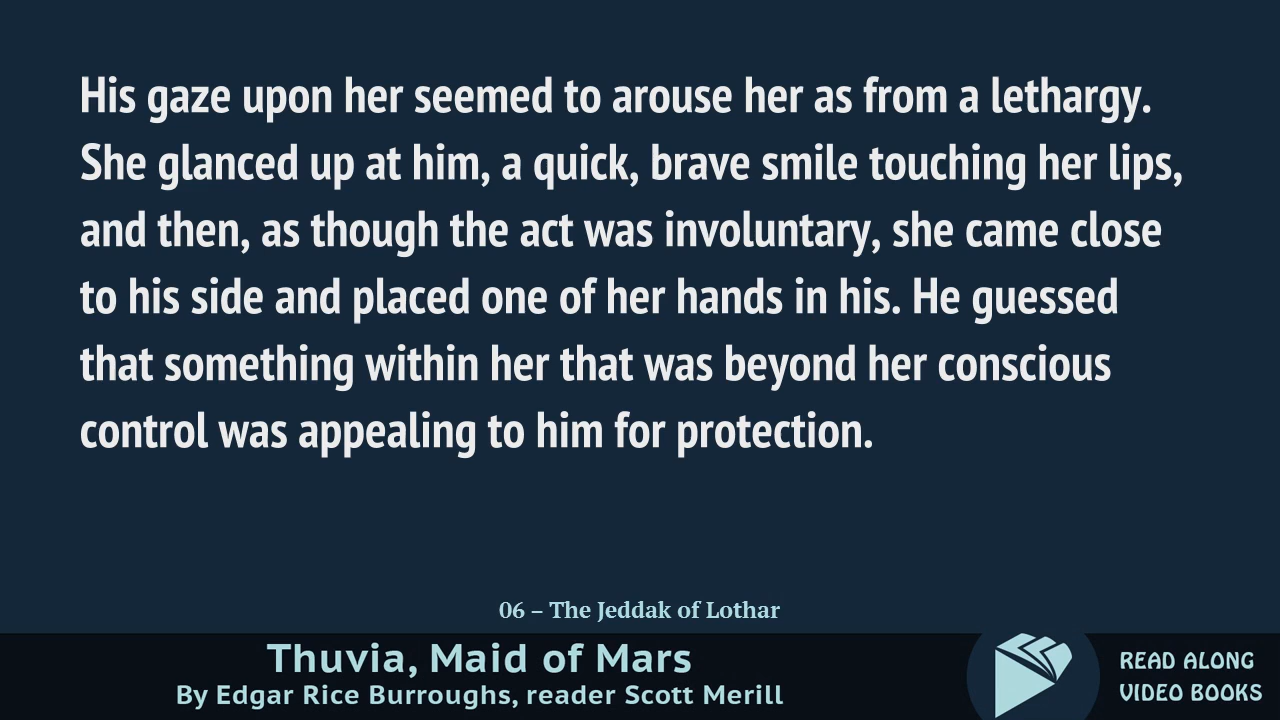 His gaze upon her seemed to arouse her as from a lethargy.
She glanced up at him, a quick, brave smile touching her lips,
and then, as though the act was involuntary, she came close
to his side and placed one of her hands in his. He guessed
that something within her that was beyond her conscious
control was appealing to him for protection.
06 – The Jeddak of Lothar
Thuvia, Maid of Mars
By Edgar Rice Burroughs, reader Scott Merill
READ ALONG
VIDEO BOOKS